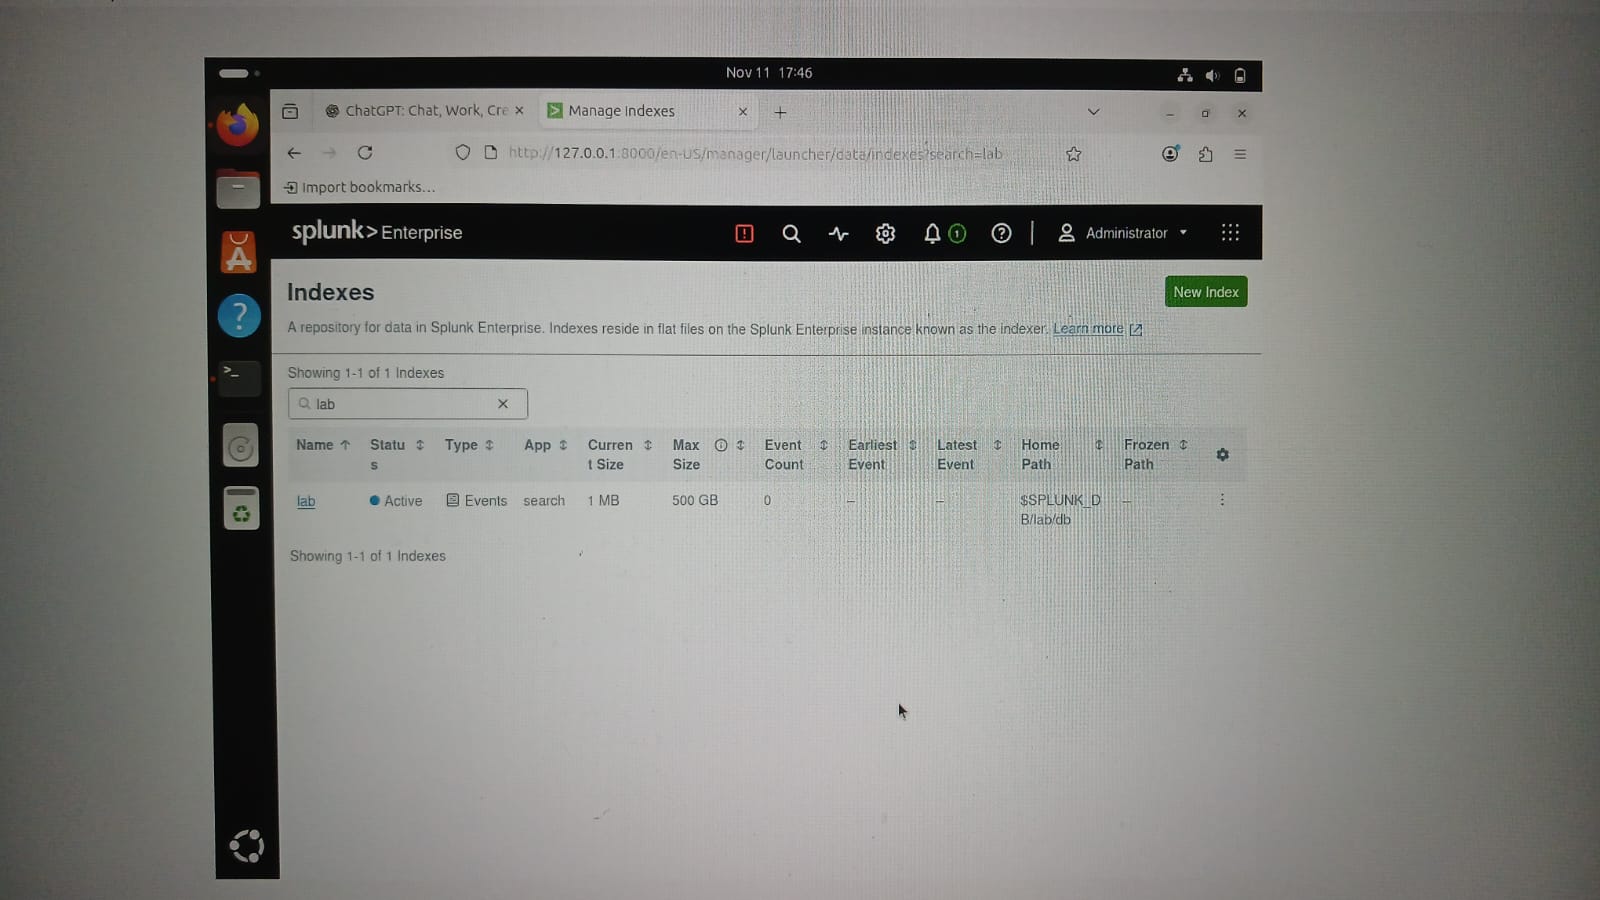 Nov 11 17:46
ChatGPT: Chat, Work, Cre
Manage Indexes
http://127.0.0.1:8000/en-US/manager/launcher/data/indexes?search=lab
Import bookmarks...
splunk> Enterprise
1
Administrator
Indexes
New Index
A repository for data in Splunk Enterprise. Indexes reside in flat files on the Splunk Enterprise instance known as the indexer. Learn more
Showing 1-1 of 1 Indexes
lab
Name Statu Type App Curren Max Event Earliest Latest Home Frozen
s t Size Size Count Event Event Path Path
lab Active Events search 1 MB 500 GB 0 – – $SPLUNK_D –
B/lab/db
Showing 1-1 of 1 Indexes